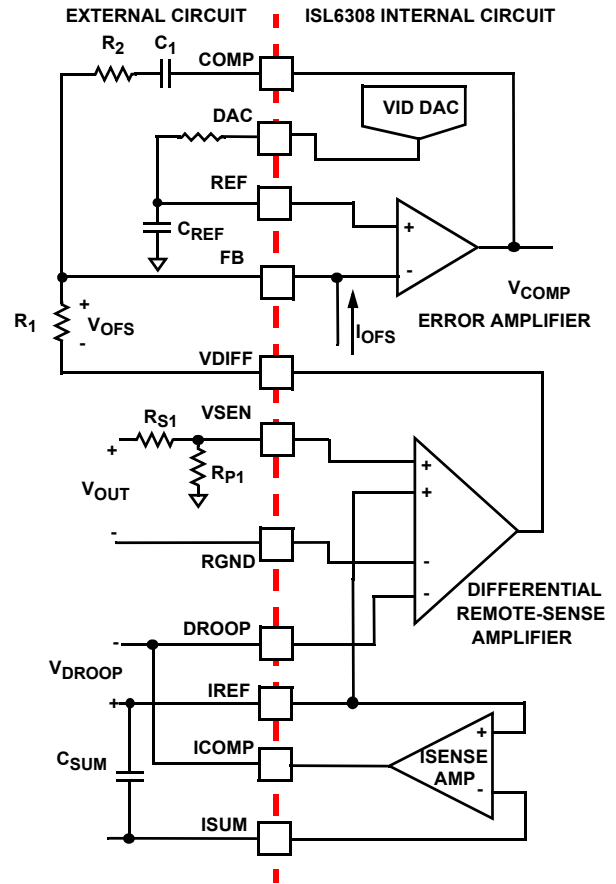 EXTERNAL CIRCUIT
ISL6308 INTERNAL CIRCUIT
R2
C1
COMP
VID DAC
DAC
REF
CREF
+
-
FB
VCOMP
ERROR AMPLIFIER
IOFS
R1
+
VOFS
-
VDIFF
VSEN
RS1
+
RP1
VOUT
-
RGND
+
+
-
-
DIFFERENTIAL
REMOTE-SENSE
AMPLIFIER
DROOP
-
VDROOP
+
IREF
ICOMP
CSUM
+
ISENSE
AMP
-
ISUM